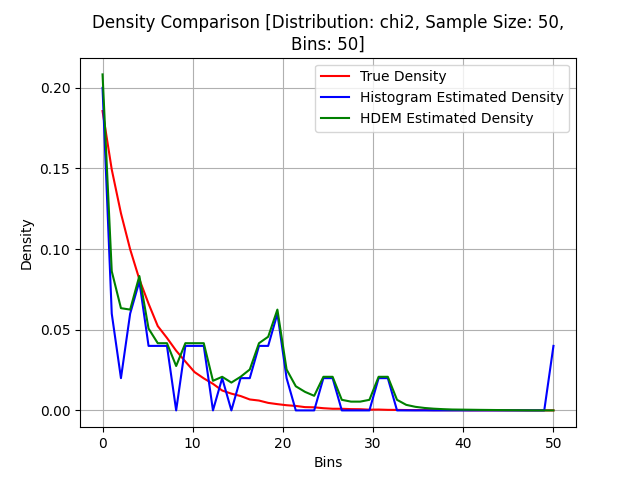 Density Comparison [Distribution: chi2, Sample Size: 50,
Bins: 50]
True Density
Histogram Estimated Density
HDEM Estimated Density
Density
0.20
0.15
0.10
0.05
0.00
0 10 20 30 40 50
Bins